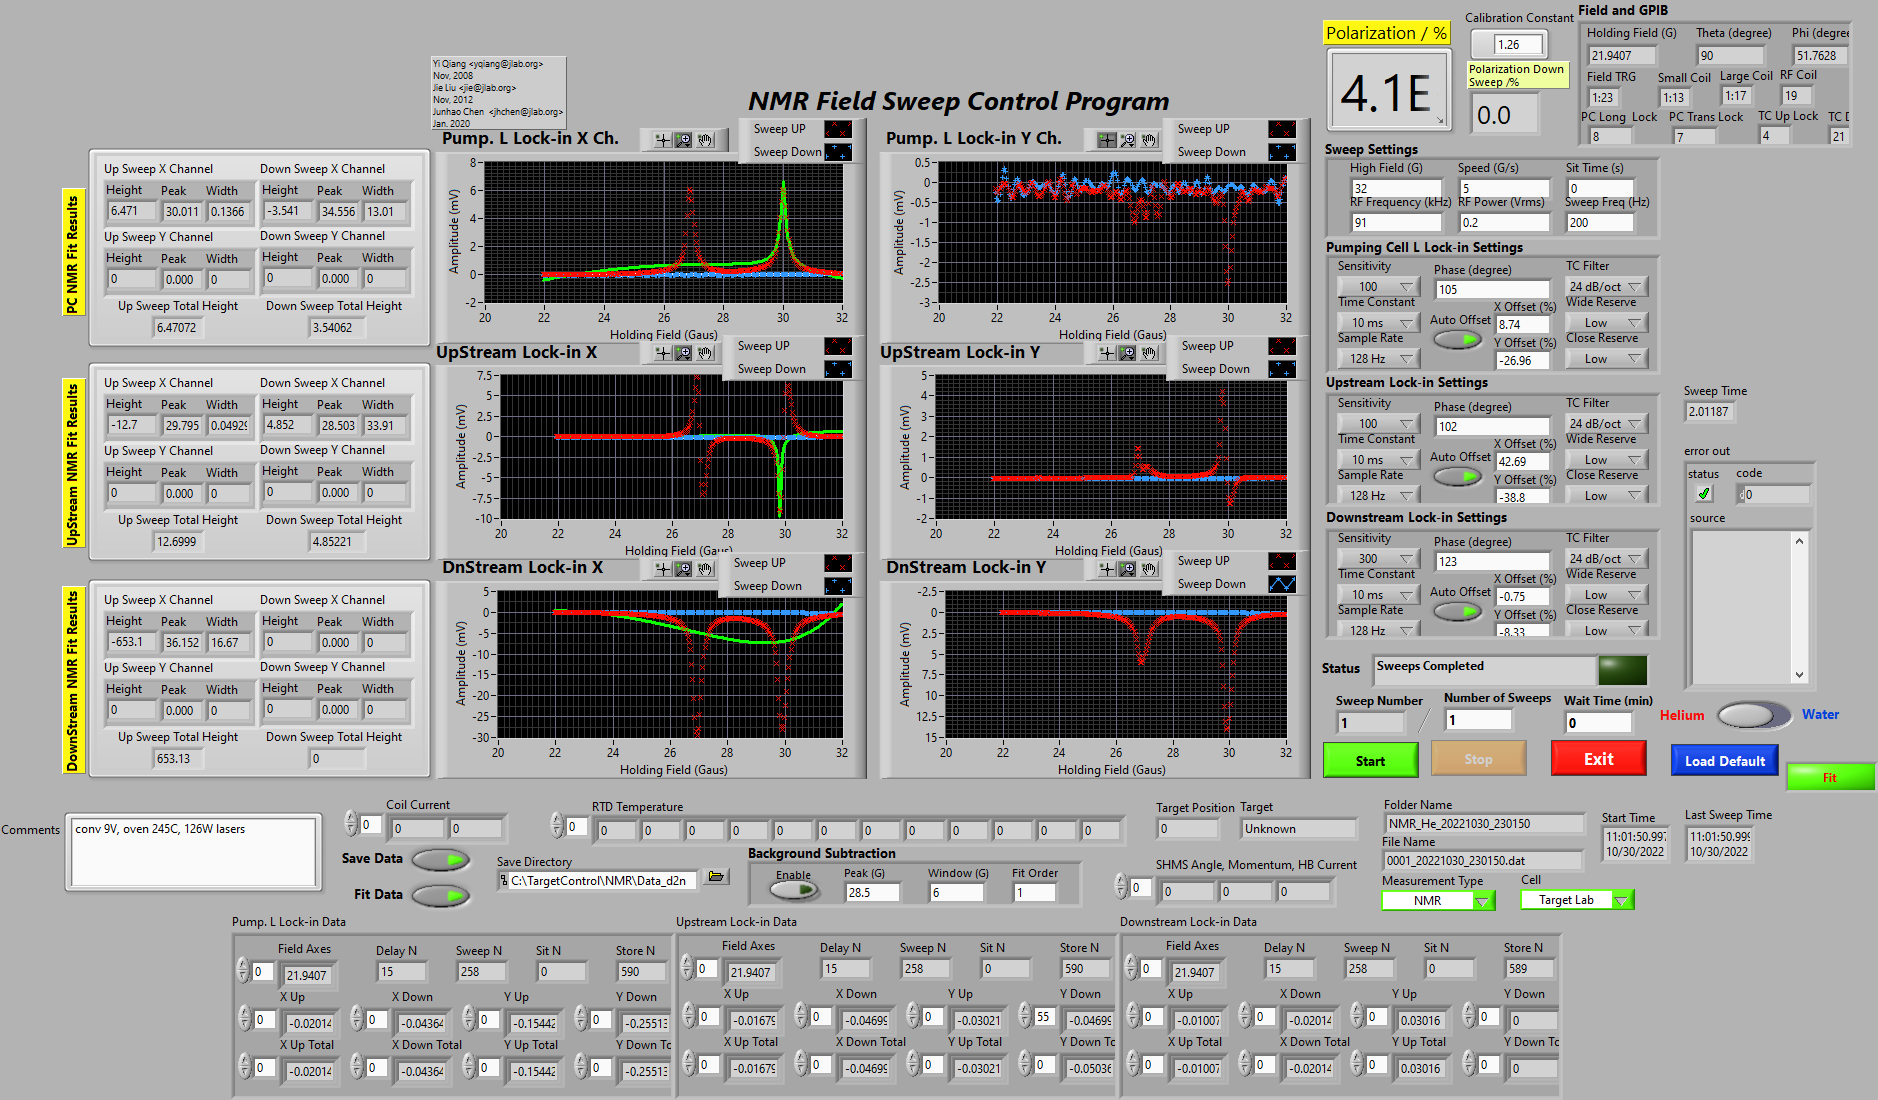 Yi Qiang <yqiang@jlab.org>
Nov, 2008
Jie Liu <jie@jlab.org>
Nov, 2012
Junhao Chen <jhchen@jlab.org>
Jan. 2020
NMR Field Sweep Control Program
Polarization / %
4.1E
Calibration Constant
1.26
Polarization Down
Sweep /%
0.0
Field and GPIB
Holding Field (G) Theta (degree) Phi (degree
21.9407 90 51.7628
Field TRG Small Coil Large Coil RF Coil
1:23 1:13 1:17 19
PC Long Lock PC Trans Lock TC Up Lock TC D
8 7 4 21
PC NMR Fit Results
Up Sweep X Channel Down Sweep X Channel
Height Peak Width Height Peak Width
6.471 30.011 0.1366 -3.541 34.556 13.01
Up Sweep Y Channel Down Sweep Y Channel
Height Peak Width Height Peak Width
0 0.000 0 0 0.000 0
Up Sweep Total Height Down Sweep Total Height
6.47072 3.54062
Pump. L Lock-in X Ch.
Sweep UP
Sweep Down
Amplitude (mV)
8
6
4
2
0
-2
20 22 24 26 28 30 32
Holding Field (Gaus)
Pump. L Lock-in Y Ch.
Sweep UP
Sweep Down
Amplitude (mV)
0.5
0
-0.5
-1
-1.5
-2
-2.5
-3
20 22 24 26 28 30 32
Holding Field (Gaus)
Sweep Settings
High Field (G) Speed (G/s) Sit Time (s)
32 5 0
RF Frequency (kHz) RF Power (Vrms) Sweep Freq (Hz)
91 0.2 200
Pumping Cell L Lock-in Settings
Sensitivity Phase (degree) TC Filter
100 105 24 dB/oct
Time Constant X Offset (%) Wide Reserve
10 ms Auto Offset 8.74 Low
Sample Rate Y Offset (%) Close Reserve
128 Hz -26.96 Low
UpStream NMR Fit Results
Up Sweep X Channel Down Sweep X Channel
Height Peak Width Height Peak Width
-12.7 29.795 0.04929 4.852 28.503 33.91
Up Sweep Y Channel Down Sweep Y Channel
Height Peak Width Height Peak Width
0 0.000 0 0 0.000 0
Up Sweep Total Height Down Sweep Total Height
12.6999 4.85221
UpStream Lock-in X
Sweep UP
Sweep Down
Amplitude (mV)
7.5
5
2.5
0
-2.5
-5
-7.5
-10
20 22 24 26 28 30 32
Holding Field (Gaus)
UpStream Lock-in Y
Sweep UP
Sweep Down
Amplitude (mV)
5
4
3
2
1
0
-1
-2
20 22 24 26 28 30 32
Holding Field (Gaus)
Upstream Lock-in Settings
Sensitivity Phase (degree) TC Filter
100 102 24 dB/oct
Time Constant X Offset (%) Wide Reserve
10 ms Auto Offset 42.69 Low
Sample Rate Y Offset (%) Close Reserve
128 Hz -38.8 Low
Sweep Time
2.01187
error out
status code
0
source
DownStream NMR Fit Results
Up Sweep X Channel Down Sweep X Channel
Height Peak Width Height Peak Width
-653.1 36.152 16.67 0 0.000 0
Up Sweep Y Channel Down Sweep Y Channel
Height Peak Width Height Peak Width
0 0.000 0 0 0.000 0
Up Sweep Total Height Down Sweep Total Height
653.13 0
DnStream Lock-in X
Sweep UP
Sweep Down
Amplitude (mV)
5
0
-5
-10
-15
-20
-25
-30
20 22 24 26 28 30 32
Holding Field (Gaus)
DnStream Lock-in Y
Sweep UP
Sweep Down
Amplitude (mV)
-2.5
0
2.5
5
7.5
10
12.5
15
20 22 24 26 28 30 32
Holding Field (Gaus)
Downstream Lock-in Settings
Sensitivity Phase (degree) TC Filter
300 123 24 dB/oct
Time Constant X Offset (%) Wide Reserve
10 ms Auto Offset -0.75 Low
Sample Rate Y Offset (%) Close Reserve
128 Hz -8.33 Low
Status Sweeps Completed
Sweep Number Number of Sweeps Wait Time (min)
1 / 1 0
Helium Water
Start Stop Exit Load Default Fit
Comments
conv 9V, oven 245C, 126W lasers
Coil Current
0 0 0
Save Data
Fit Data
RTD Temperature
0 0 0 0 0 0 0 0 0 0 0 0 0
Save Directory
C:\TargetControl\NMR\Data_d2n
Background Subtraction
Enable Peak (G) Window (G) Fit Order
28.5 6 1
Target Position Target
0 Unknown
SHMS Angle, Momentum, HB Current
0 0 0 0
Folder Name
NMR_He_20221030_230150
File Name
0001_20221030_230150.dat
Measurement Type Cell
NMR Target Lab
Start Time Last Sweep Time
11:01:50.997 11:01:50.999
10/30/2022 10/30/2022
Pump. L Lock-in Data
Field Axes Delay N Sweep N Sit N Store N
0 21.9407 15 258 0 590
X Up X Down Y Up Y Down
0 -0.02014 0 -0.04364 0 -0.15442 0 -0.25513
X Up Total X Down Total Y Up Total Y Down To
0 -0.02014 0 -0.04364 0 -0.15442 0 -0.25513
Upstream Lock-in Data
Field Axes Delay N Sweep N Sit N Store N
0 21.9407 15 258 0 590
X Up X Down Y Up Y Down
0 -0.01679 0 -0.04699 0 -0.03021 55 -0.04699
X Up Total X Down Total Y Up Total Y Down To
0 -0.01679 0 -0.04699 0 -0.03021 0 -0.05036
Downstream Lock-in Data
Field Axes Delay N Sweep N Sit N Store N
0 21.9407 15 258 0 589
X Up X Down Y Up Y Down
0 -0.01007 0 -0.02014 0 0.03016 0 0
X Up Total X Down Total Y Up Total Y Down To
0 -0.01007 0 -0.02014 0 0.03016 0 0